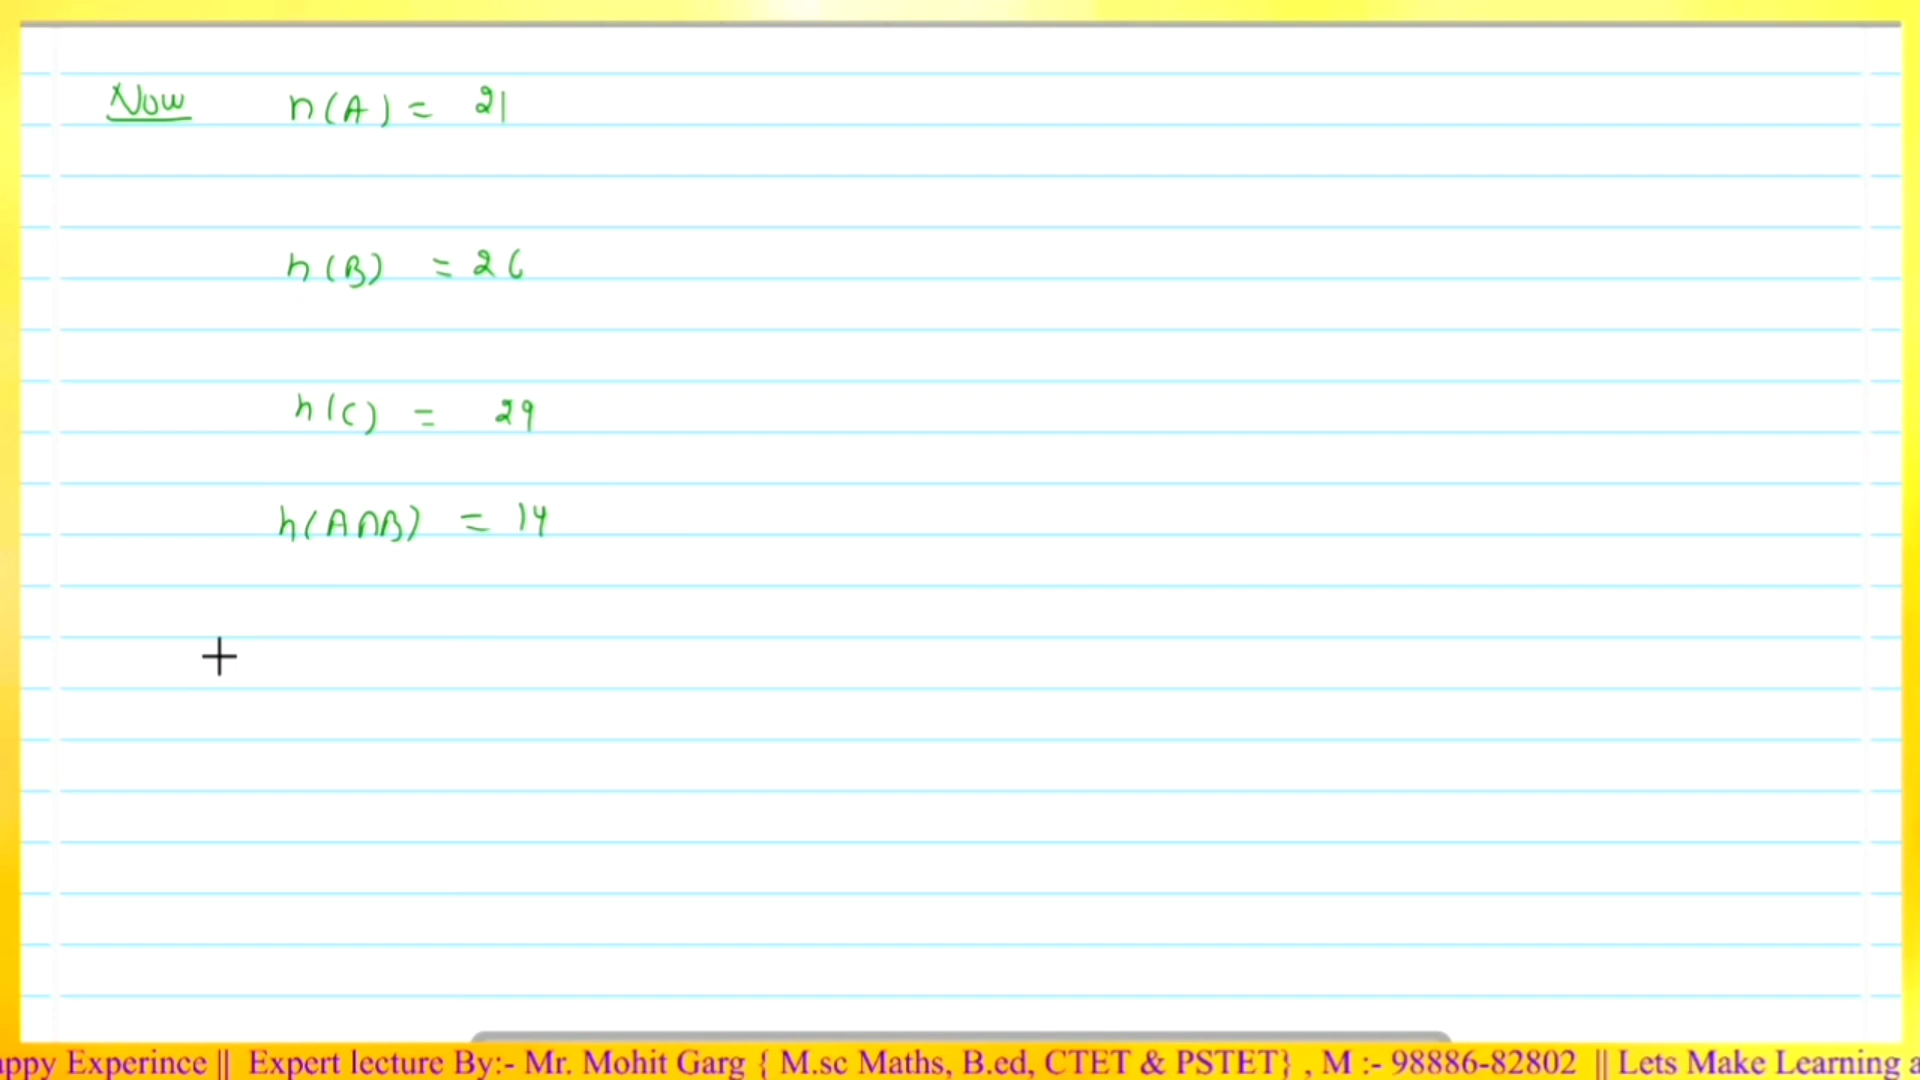 Now n(A) = 21
n(B) = 26
n(C) = 29
n(A∩B) = 14
appy Experince || Expert lecture By:- Mr. Mohit Garg { M.sc Maths, B.ed, CTET & PSTET} , M :- 98886-82802 || Lets Make Learning a